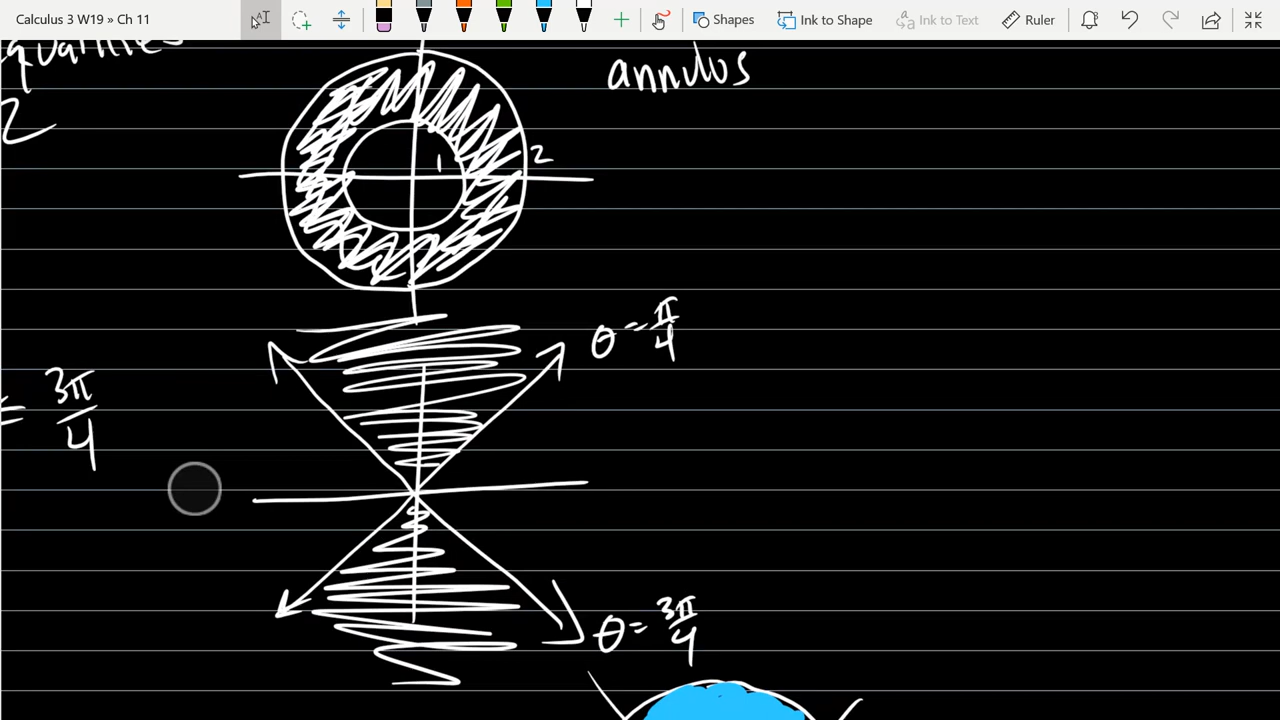 Calculus 3 W19 » Ch 11
Shapes
Ink to Shape
Ink to Text
Ruler
2
annulus
1
2
θ = π/4
= 3π/4
θ = 3π/4